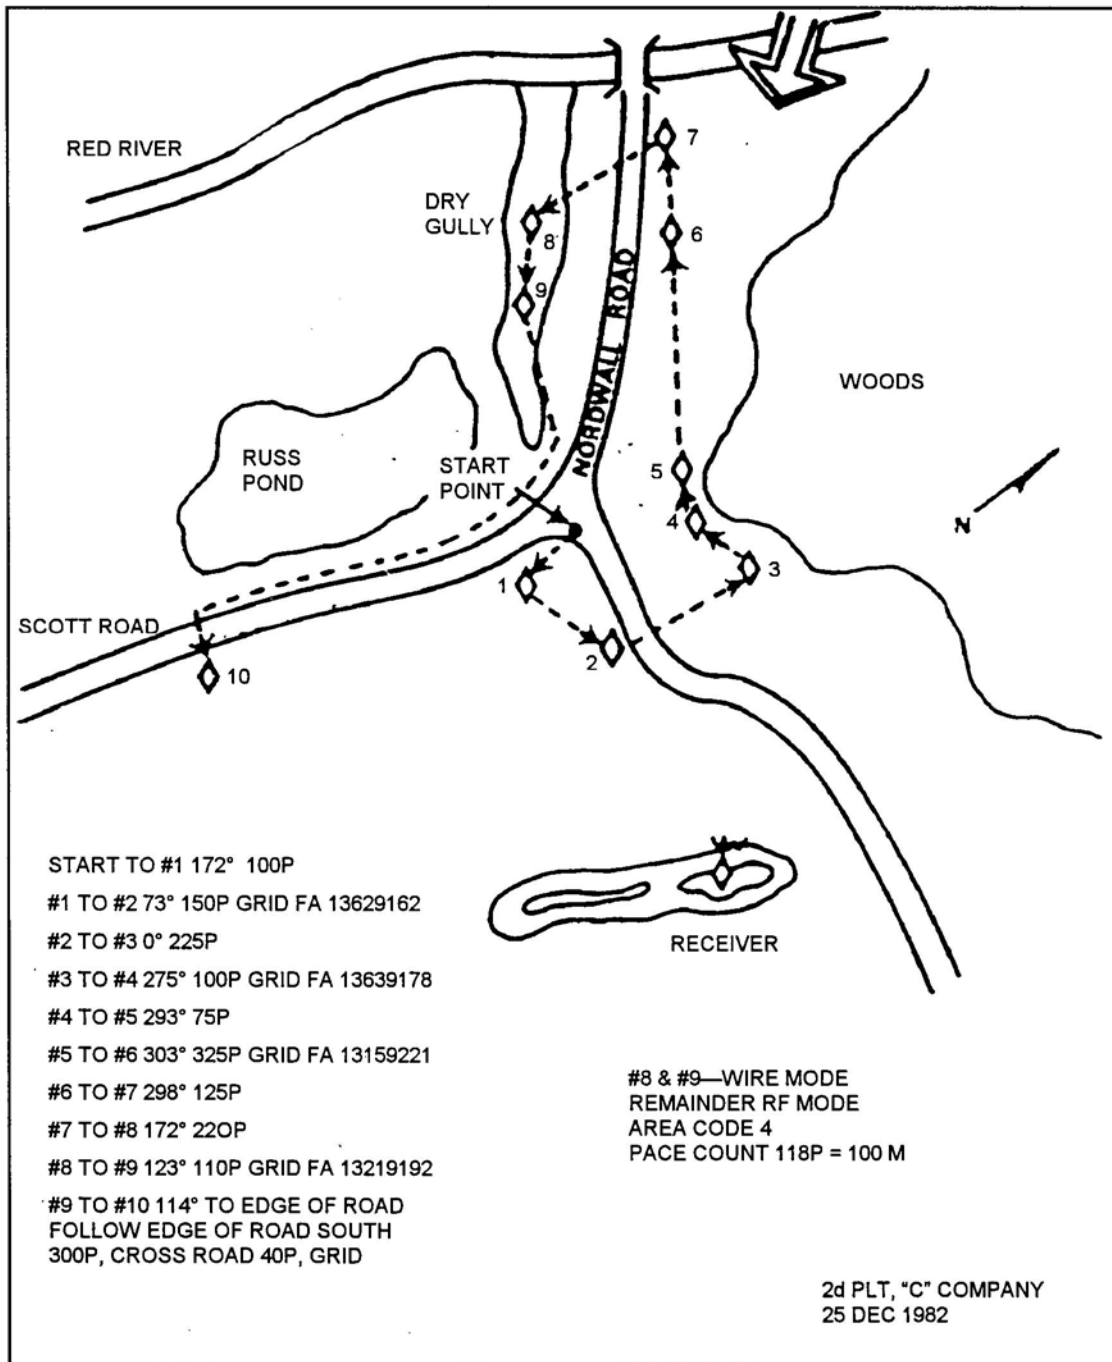 RED RIVER
DRY
GULLY
7
6
8
9
NORDWALL ROAD
WOODS
RUSS
POND
START
POINT
5
4
N
3
1
2
SCOTT ROAD
10
RECEIVER
START TO #1 172° 100P
#1 TO #2 73° 150P GRID FA 13629162
#2 TO #3 0° 225P
#3 TO #4 275° 100P GRID FA 13639178
#4 TO #5 293° 75P
#5 TO #6 303° 325P GRID FA 13159221
#6 TO #7 298° 125P
#7 TO #8 172° 22OP
#8 TO #9 123° 110P GRID FA 13219192
#9 TO #10 114° TO EDGE OF ROAD
FOLLOW EDGE OF ROAD SOUTH
300P, CROSS ROAD 40P, GRID
#8 & #9—WIRE MODE
REMAINDER RF MODE
AREA CODE 4
PACE COUNT 118P = 100 M
2d PLT, "C" COMPANY
25 DEC 1982